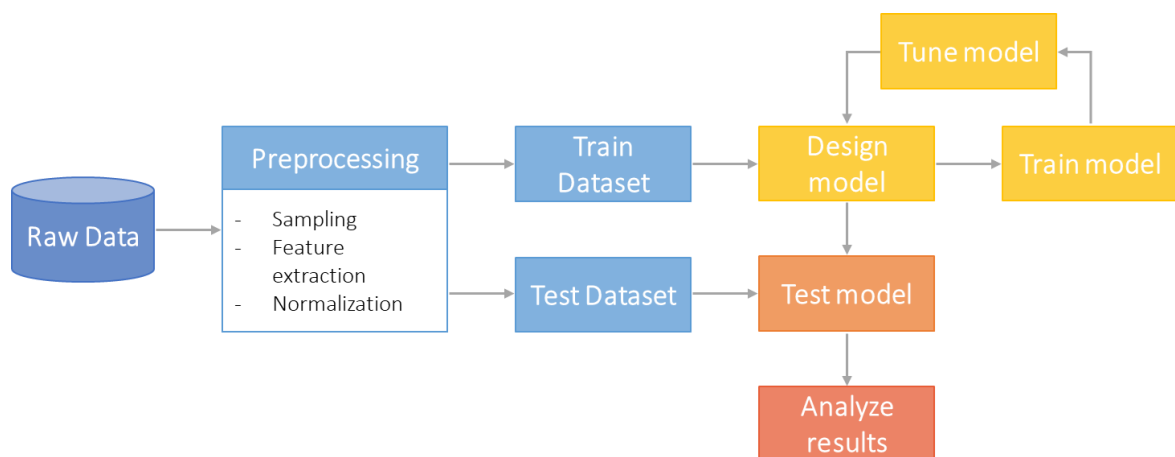 Raw Data
Preprocessing
- Sampling
- Feature
extraction
- Normalization
Train
Dataset
Test Dataset
Design
model
Train model
Tune model
Test model
Analyze
results